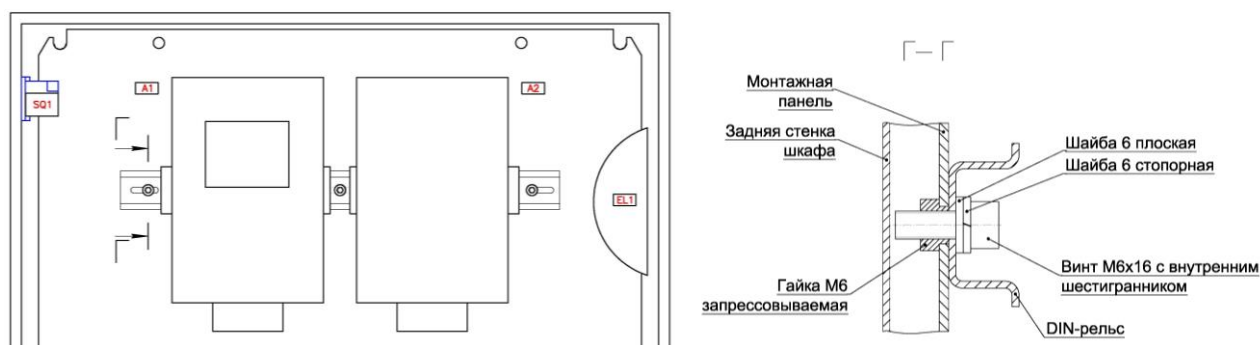 A1
A2
SQ1
Г
Г
EL1
Г–Г
Монтажная
панель
Задняя стенка
шкафа
Шайба 6 плоская
Шайба 6 стопорная
Винт М6х16 с внутренним
шестигранником
Гайка М6
запрессовываемая
DIN-рельс